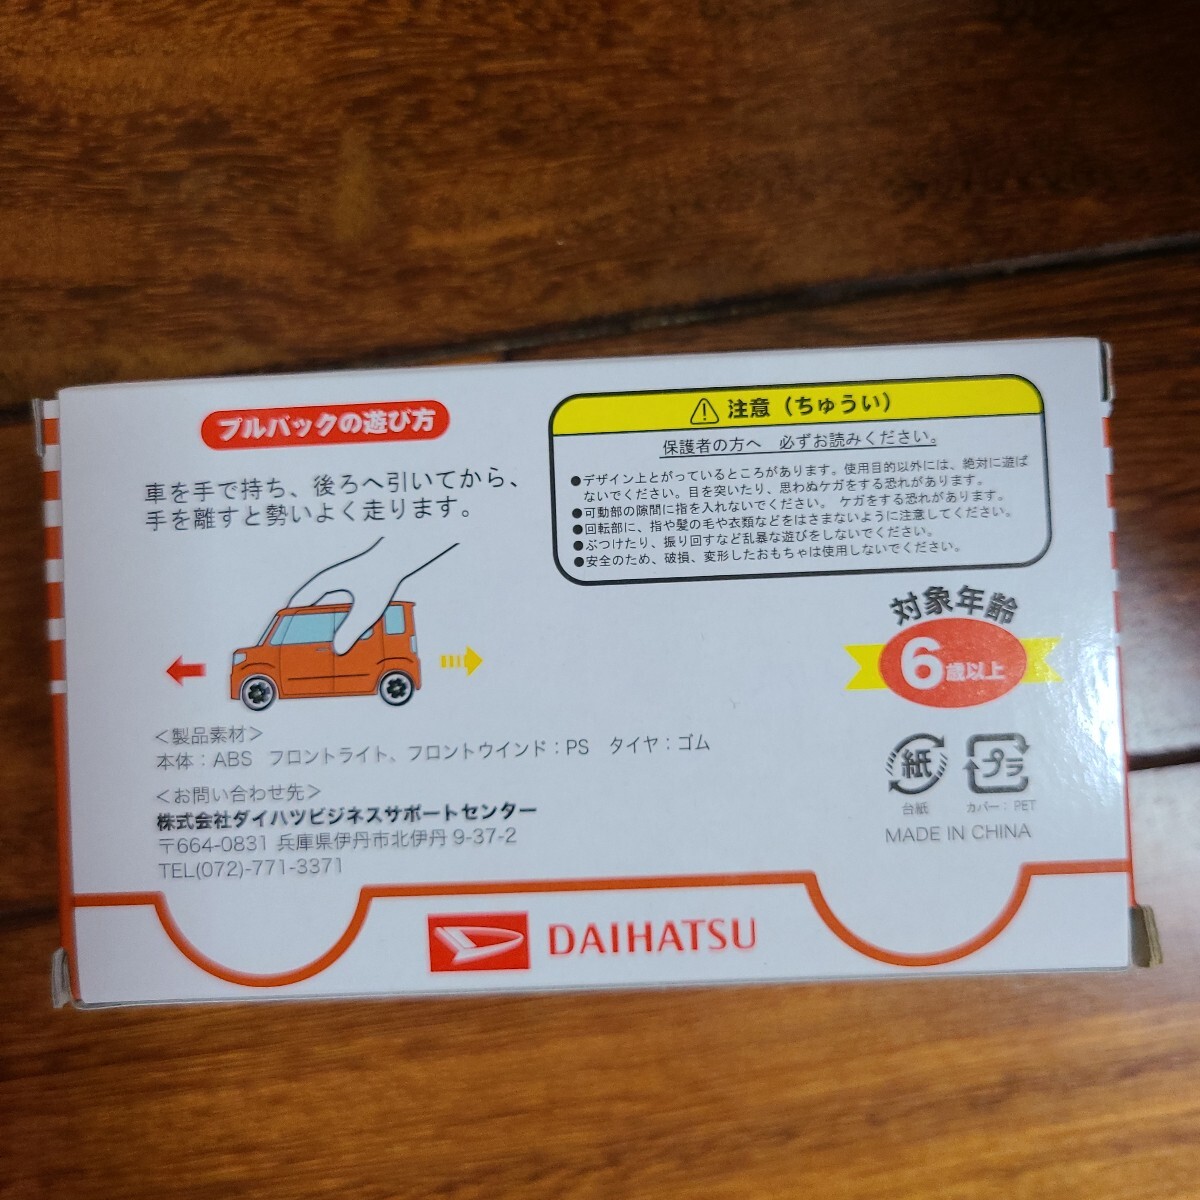 プルバックの遊び方
車を手で持ち、後ろへ引いてから、
手を離すと勢いよく走ります。
注意（ちゅうい）
保護者の方へ　必ずお読みください。
●デザイン上とがっているところがあります。使用目的以外には、絶対に遊ば
ないでください。目を突いたり、思わぬケガをする恐れがあります。
●可動部の隙間に指を入れないでください。　ケガをする恐れがあります。
●回転部に、指や髪の毛や衣類などをはさまないように注意してください。
●ぶつけたり、振り回すなど乱暴な遊びをしないでください。
●安全のため、破損、変形したおもちゃは使用しないでください。
対象年齢
6歳以上
＜製品素材＞
本体：ABS　フロントライト、フロントウインド：PS　タイヤ：ゴム
＜お問い合わせ先＞
株式会社ダイハツビジネスサポートセンター
〒664-0831 兵庫県伊丹市北伊丹 9-37-2
TEL(072)-771-3371
紙
プラ
台紙
カバー：PET
MADE IN CHINA
DAIHATSU